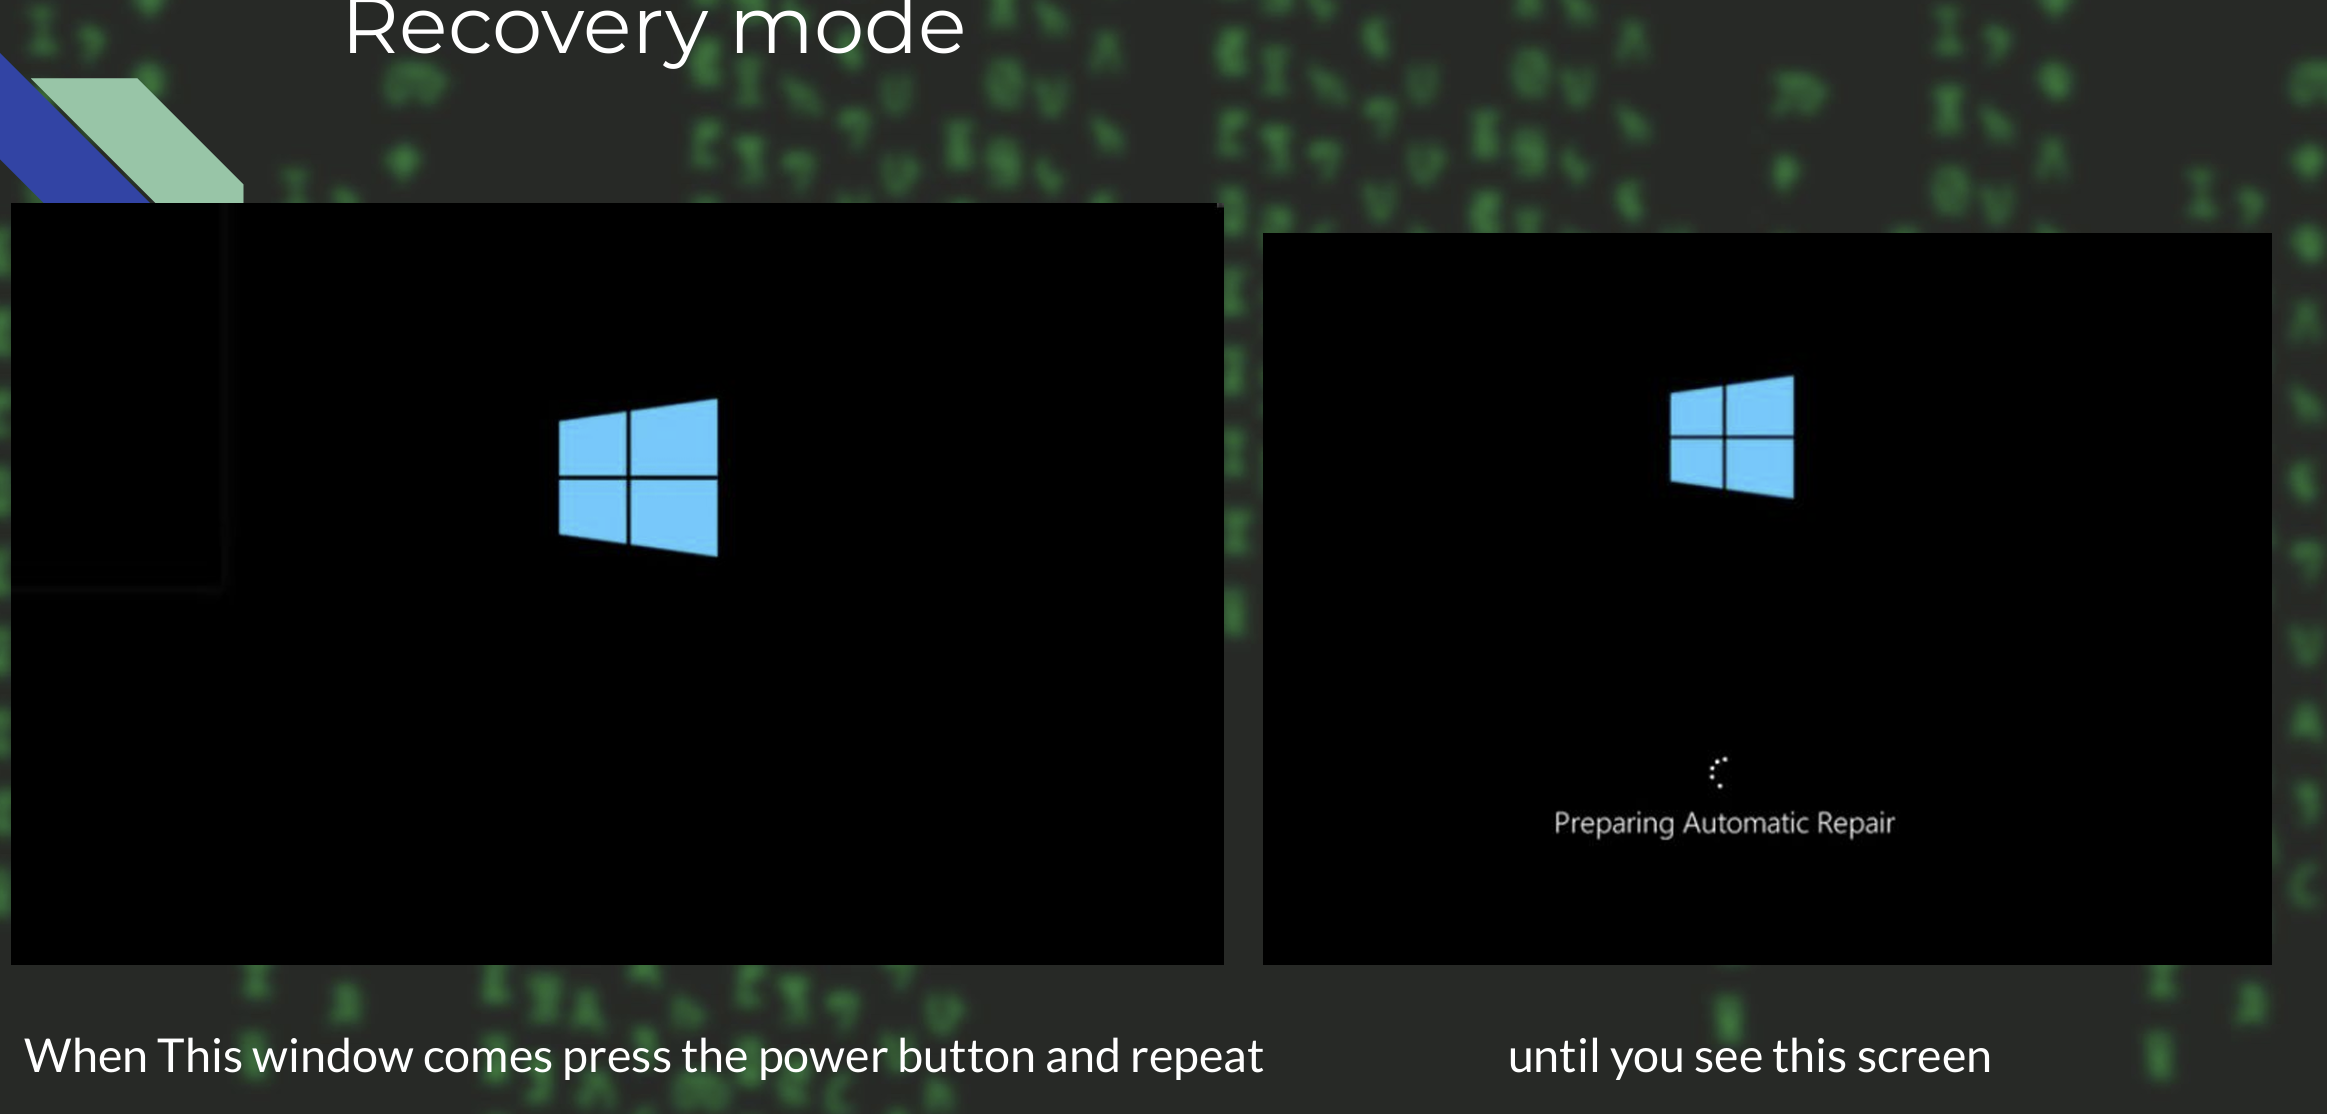 Recovery mode
Preparing Automatic Repair
When This window comes press the power button and repeat
until you see this screen